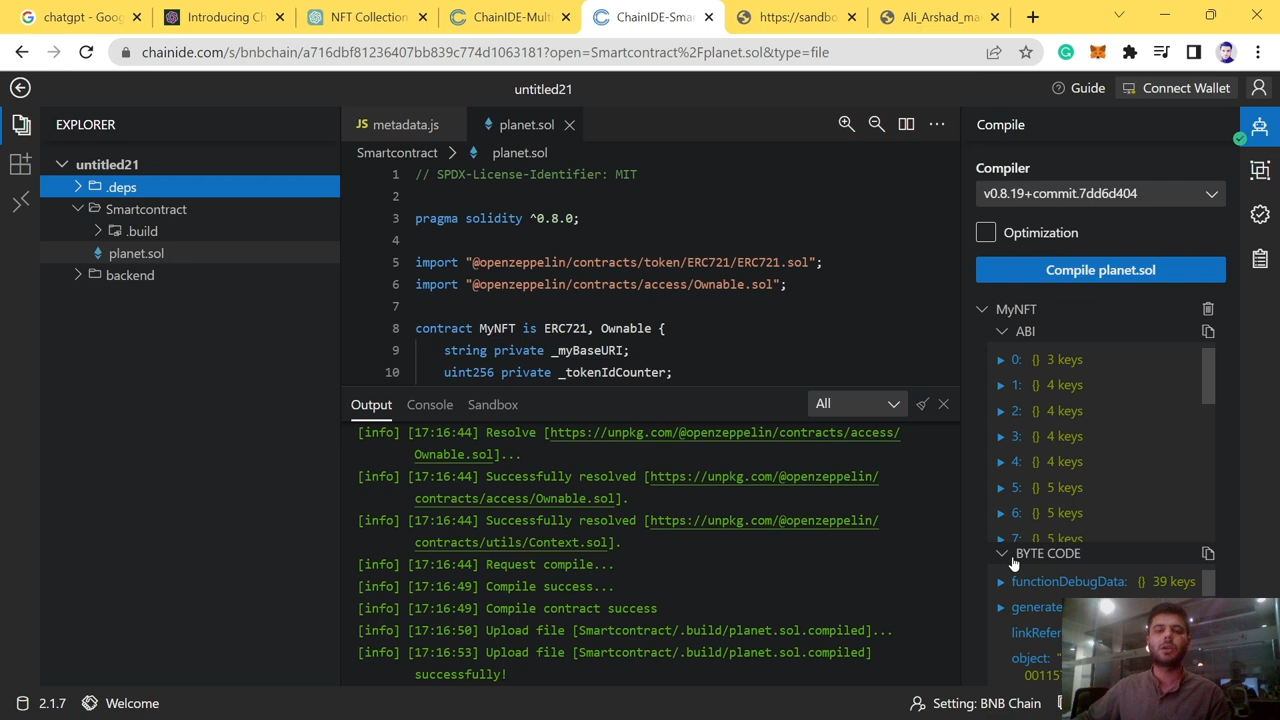 chatgpt - Goog
Introducing Ch
NFT Collection
ChainIDE-Mult
ChainIDE-Smar
https://sandbo
Ali_Arshad_ma
chainide.com/s/bnbchain/a716dbf81236407bb839c774d1063181?open=Smartcontract%2Fplanet.sol&type=file
untitled21
Guide
Connect Wallet
EXPLORER
untitled21
.deps
Smartcontract
.build
planet.sol
backend
JS metadata.js
planet.sol
Smartcontract > planet.sol
1 // SPDX-License-Identifier: MIT
2
3 pragma solidity ^0.8.0;
4
5 import "@openzeppelin/contracts/token/ERC721/ERC721.sol";
6 import "@openzeppelin/contracts/access/Ownable.sol";
7
8 contract MyNFT is ERC721, Ownable {
9 string private _myBaseURI;
10 uint256 private _tokenIdCounter;
Output Console Sandbox
All
[info] [17:16:44] Resolve [https://unpkg.com/@openzeppelin/contracts/access/
Ownable.sol]...
[info] [17:16:44] Successfully resolved [https://unpkg.com/@openzeppelin/
contracts/access/Ownable.sol].
[info] [17:16:44] Successfully resolved [https://unpkg.com/@openzeppelin/
contracts/utils/Context.sol].
[info] [17:16:44] Request compile...
[info] [17:16:49] Compile success...
[info] [17:16:49] Compile contract success
[info] [17:16:50] Upload file [Smartcontract/.build/planet.sol.compiled]...
[info] [17:16:53] Upload file [Smartcontract/.build/planet.sol.compiled]
successfully!
Compile
Compiler
v0.8.19+commit.7dd6d404
Optimization
Compile planet.sol
MyNFT
ABI
0: {} 3 keys
1: {} 4 keys
2: {} 4 keys
3: {} 4 keys
4: {} 4 keys
5: {} 5 keys
6: {} 5 keys
7: {} 5 keys
BYTE CODE
functionDebugData: {} 39 keys
generate
linkRefer
object: "
00115
2.1.7
Welcome
Setting: BNB Chain